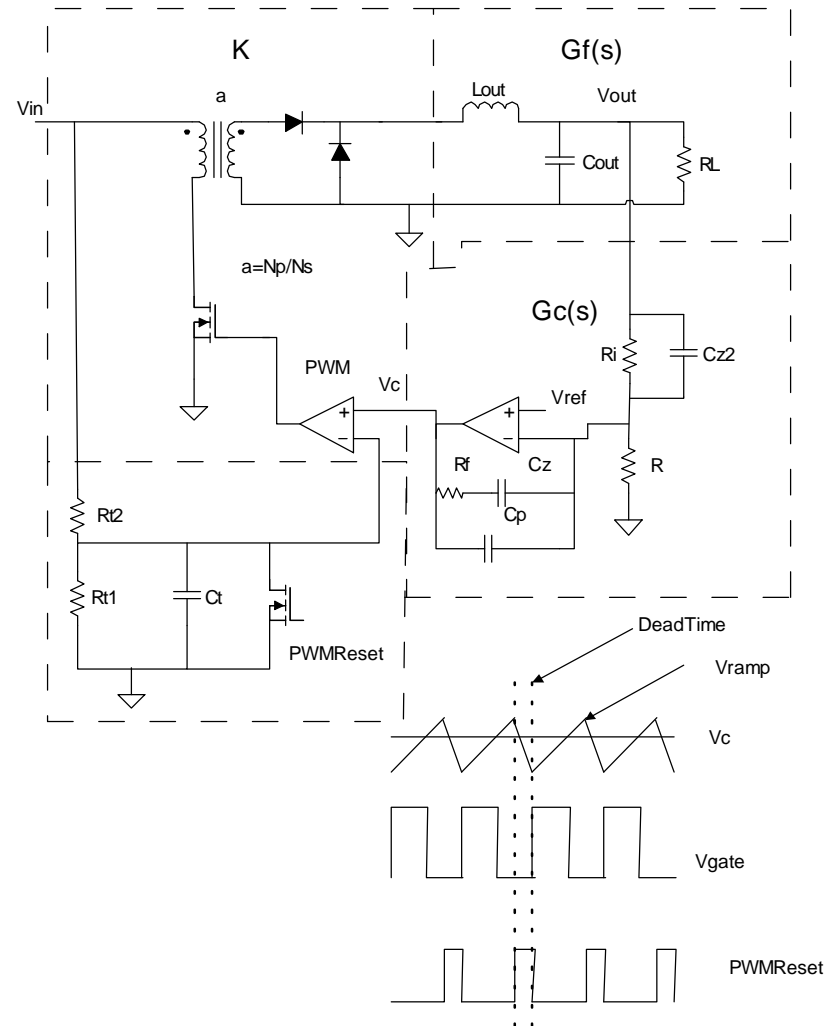 K
Gf(s)
a
Lout
Vout
Vin
Cout
RL
a=Np/Ns
Gc(s)
Ri
Cz2
PWM
Vc
Vref
+
+
−
−
Rf
Cz
R
Cp
Rt2
Rt1
Ct
PWMReset
DeadTime
Vramp
Vc
Vgate
PWMReset